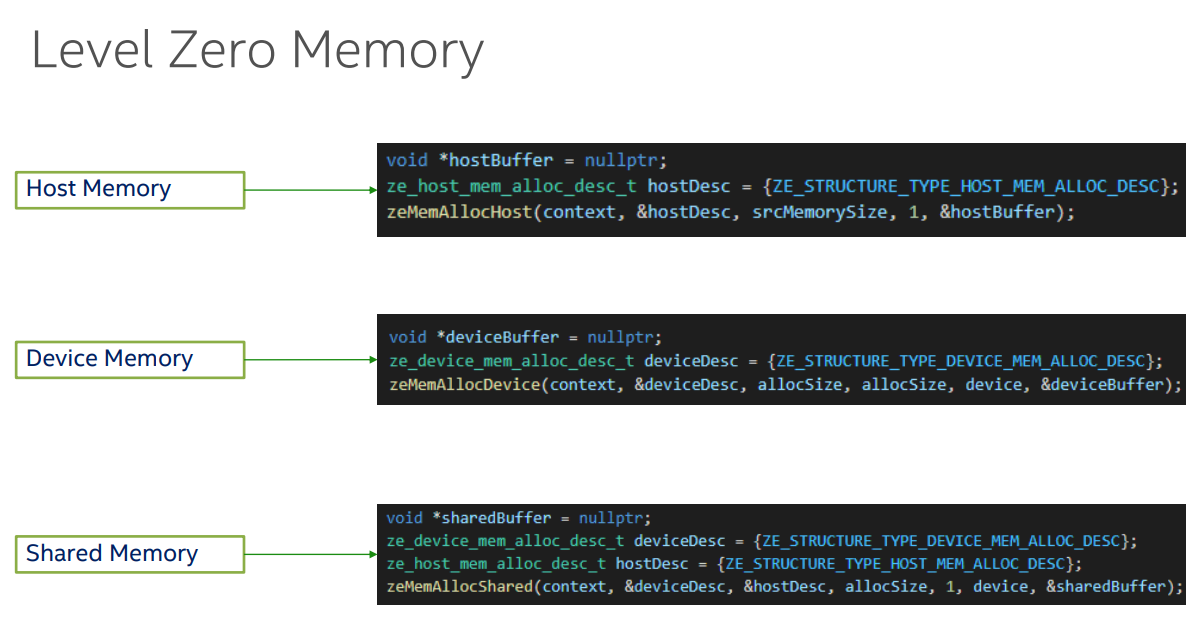 Level Zero Memory
Host Memory
void *hostBuffer = nullptr;
ze_host_mem_alloc_desc_t hostDesc = {ZE_STRUCTURE_TYPE_HOST_MEM_ALLOC_DESC};
zeMemAllocHost(context, &hostDesc, srcMemorySize, 1, &hostBuffer);
Device Memory
void *deviceBuffer = nullptr;
ze_device_mem_alloc_desc_t deviceDesc = {ZE_STRUCTURE_TYPE_DEVICE_MEM_ALLOC_DESC};
zeMemAllocDevice(context, &deviceDesc, allocSize, allocSize, device, &deviceBuffer);
Shared Memory
void *sharedBuffer = nullptr;
ze_device_mem_alloc_desc_t deviceDesc = {ZE_STRUCTURE_TYPE_DEVICE_MEM_ALLOC_DESC};
ze_host_mem_alloc_desc_t hostDesc = {ZE_STRUCTURE_TYPE_HOST_MEM_ALLOC_DESC};
zeMemAllocShared(context, &deviceDesc, &hostDesc, allocSize, 1, device, &sharedBuffer);